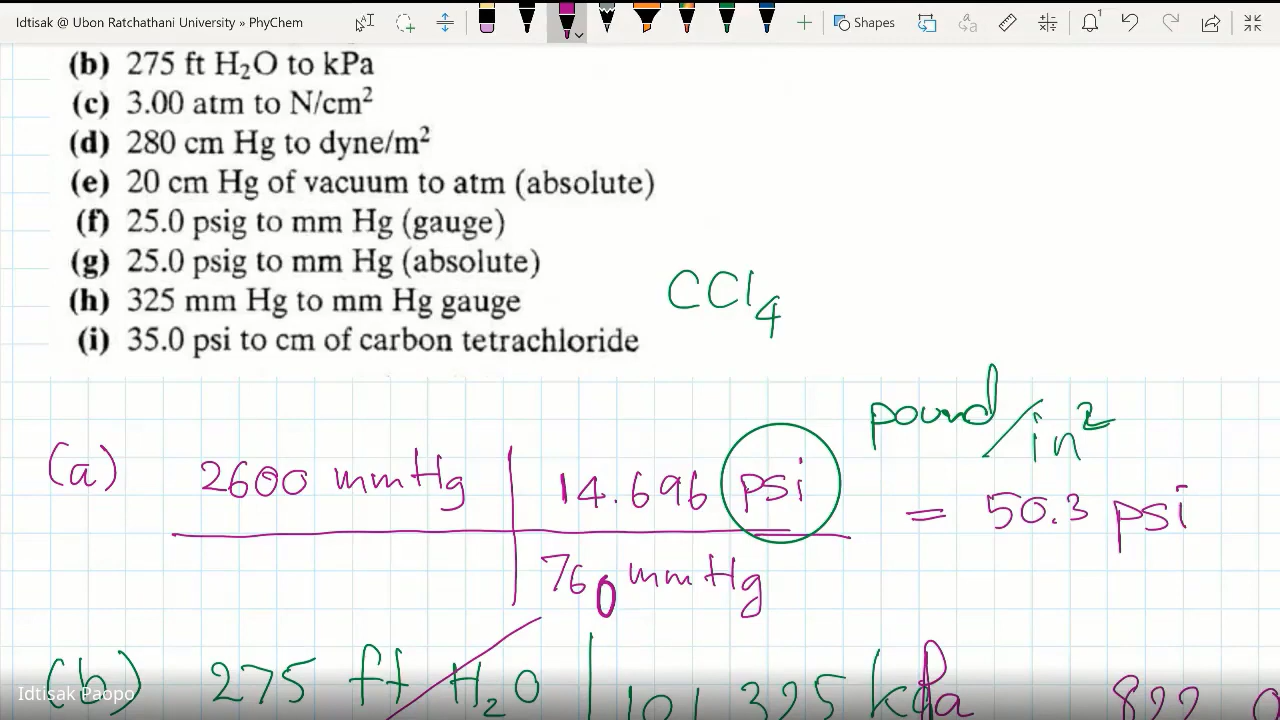 Idtisak @ Ubon Ratchathani University » PhyChem
Shapes
1
(b) 275 ft H₂O to kPa
(c) 3.00 atm to N/cm²
(d) 280 cm Hg to dyne/m²
(e) 20 cm Hg of vacuum to atm (absolute)
(f) 25.0 psig to mm Hg (gauge)
(g) 25.0 psig to mm Hg (absolute)
(h) 325 mm Hg to mm Hg gauge
(i) 35.0 psi to cm of carbon tetrachloride
CCl₄
pound/in²
(a) 2600 mmHg | 14.696 psi = 50.3 psi
760 mmHg
(b) 275 ft H₂O | 101.325 kPa
Idtisak Paopo